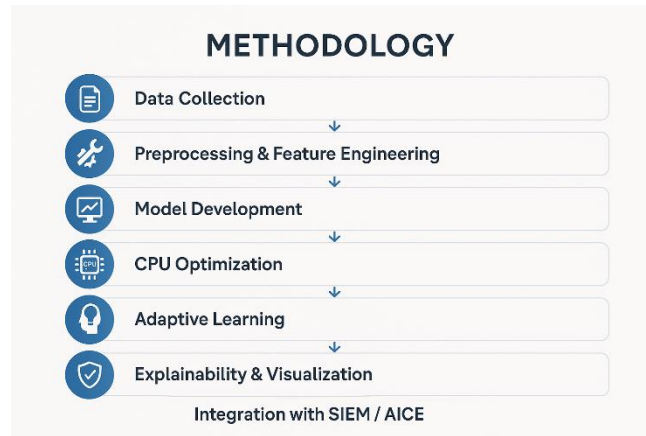 METHODOLOGY
Data Collection
Preprocessing & Feature Engineering
Model Development
CPU
CPU Optimization
Adaptive Learning
Explainability & Visualization
Integration with SIEM / AICE